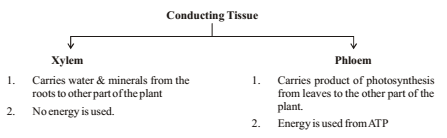 Conducting Tissue
Xylem
1. Carries water & minerals from the
roots to other part of the plant
2. No energy is used.
Phloem
1. Carries product of photosynthesis
from leaves to the other part of the
plant.
2. Energy is used from ATP